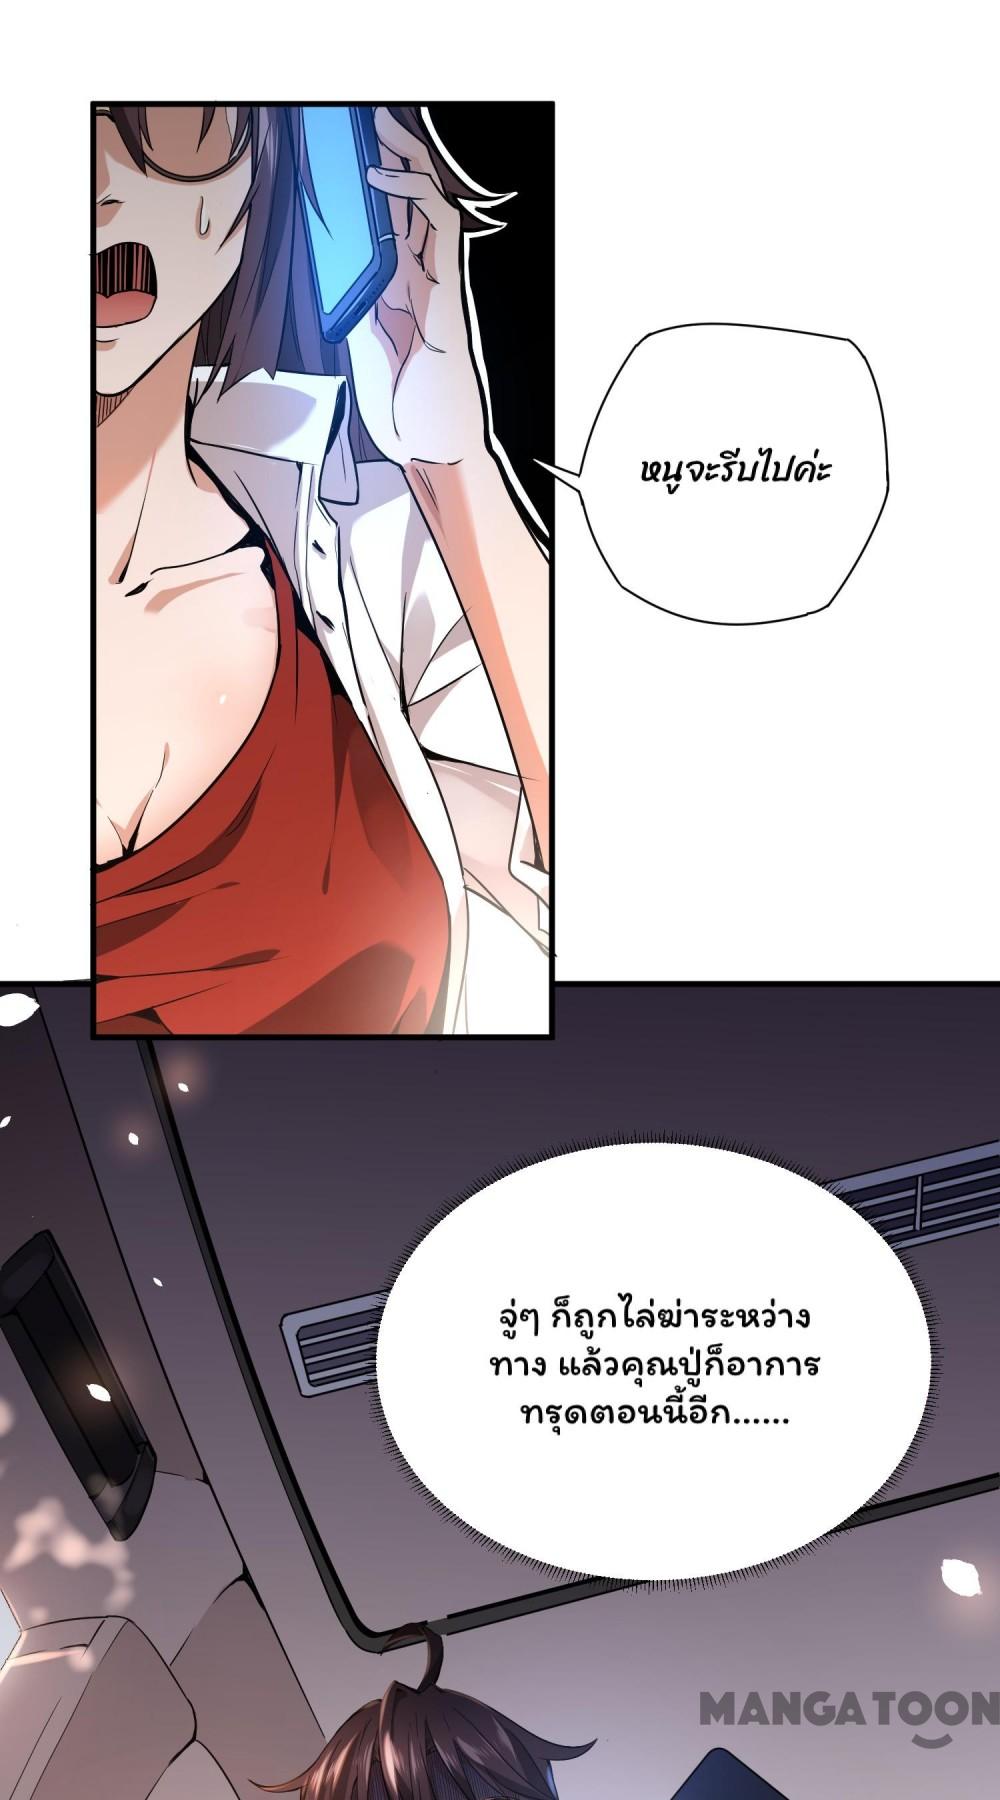 หนูจะรีบไปค่ะ
จู่ๆ ก็ถูกไล่ฆ่าระหว่าง
ทาง แล้วคุณปู่ก็อาการ
ทรุดตอนนี้อีก......
MANGATOON